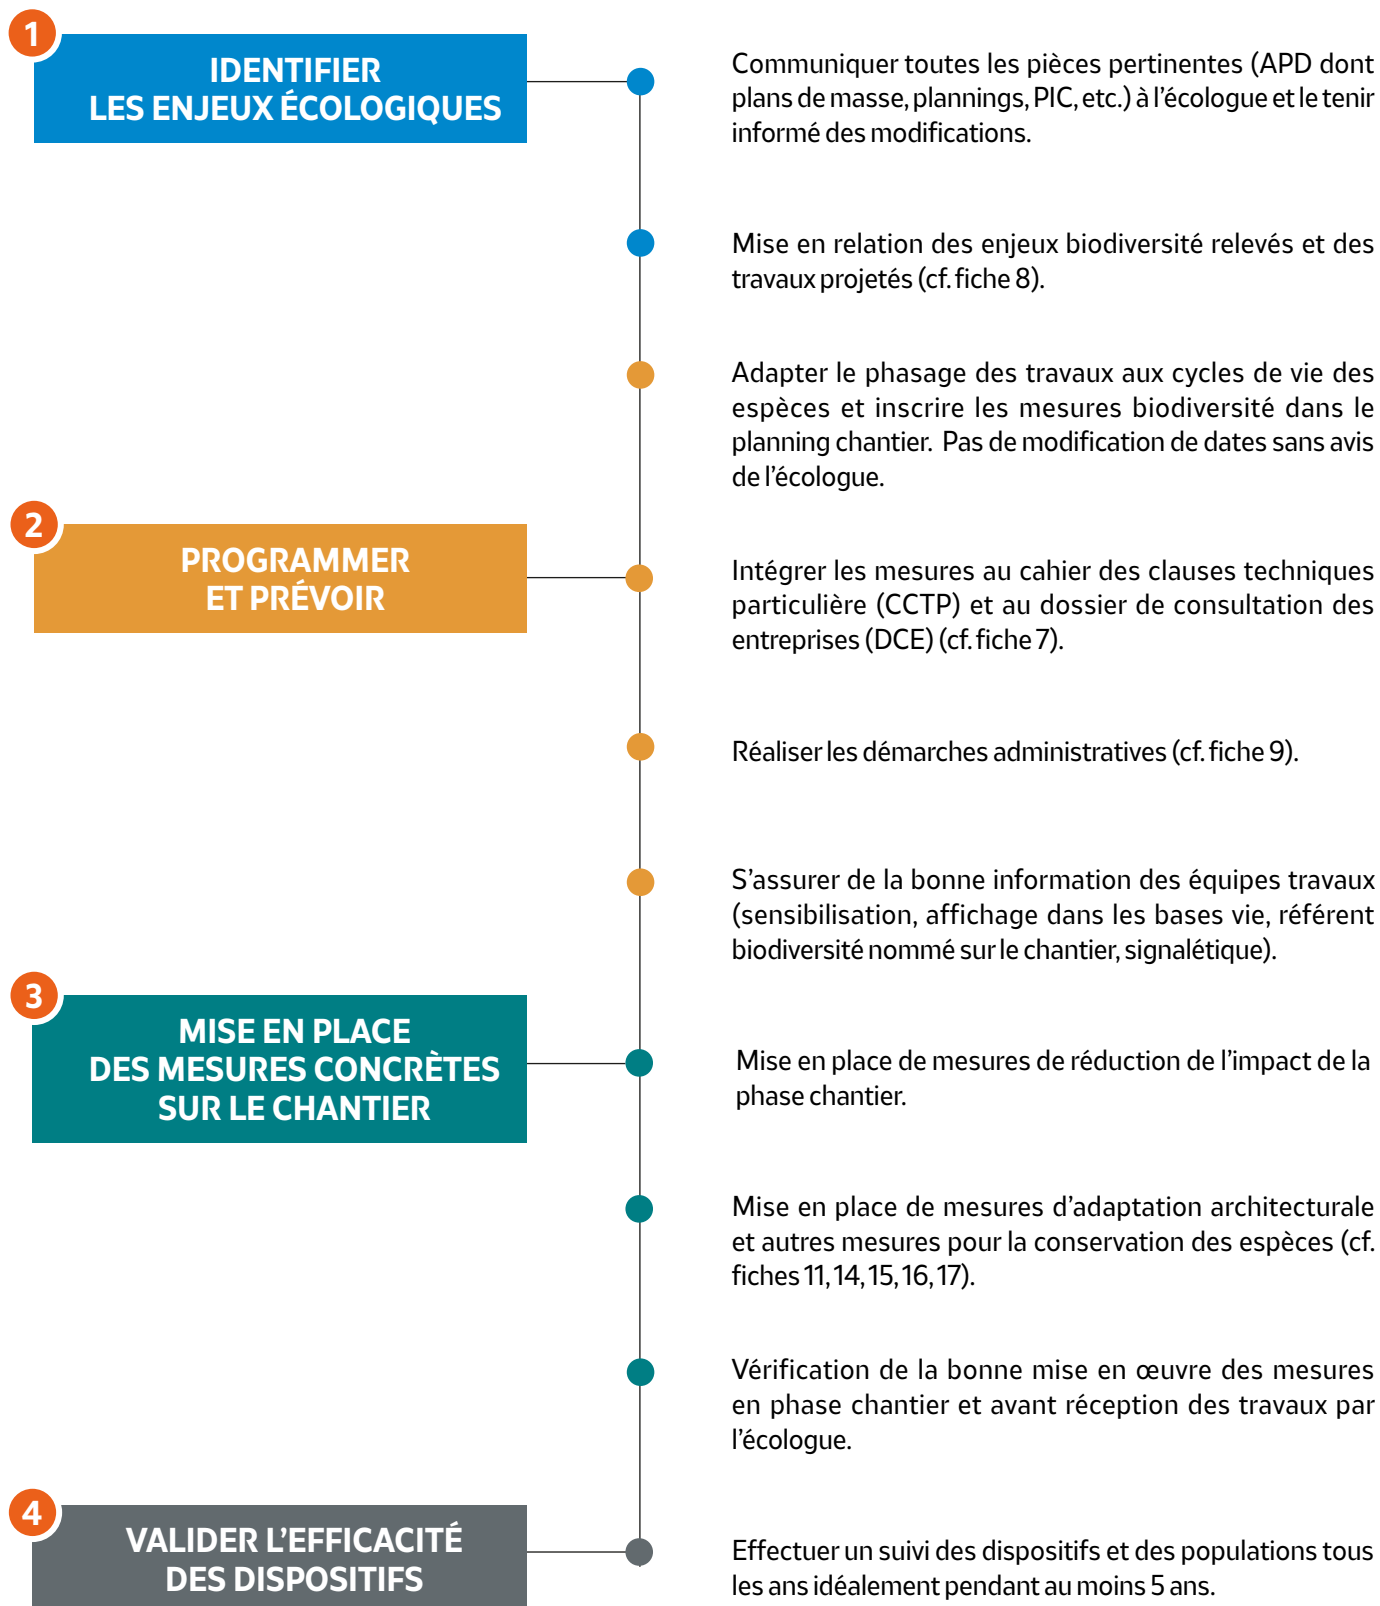 1
IDENTIFIER
LES ENJEUX ÉCOLOGIQUES
Communiquer toutes les pièces pertinentes (APD dont
plans de masse, plannings, PIC, etc.) à l’écologue et le tenir
informé des modifications.
Mise en relation des enjeux biodiversité relevés et des
travaux projetés (cf. fiche 8).
Adapter le phasage des travaux aux cycles de vie des
espèces et inscrire les mesures biodiversité dans le
planning chantier. Pas de modification de dates sans avis
de l’écologue.
2
PROGRAMMER
ET PRÉVOIR
Intégrer les mesures au cahier des clauses techniques
particulière (CCTP) et au dossier de consultation des
entreprises (DCE) (cf. fiche 7).
Réaliser les démarches administratives (cf. fiche 9).
S’assurer de la bonne information des équipes travaux
(sensibilisation, affichage dans les bases vie, référent
biodiversité nommé sur le chantier, signalétique).
3
MISE EN PLACE
DES MESURES CONCRÈTES
SUR LE CHANTIER
Mise en place de mesures de réduction de l’impact de la
phase chantier.
Mise en place de mesures d’adaptation architecturale
et autres mesures pour la conservation des espèces (cf.
fiches 11, 14, 15, 16, 17).
Vérification de la bonne mise en œuvre des mesures
en phase chantier et avant réception des travaux par
l’écologue.
4
VALIDER L’EFFICACITÉ
DES DISPOSITIFS
Effectuer un suivi des dispositifs et des populations tous
les ans idéalement pendant au moins 5 ans.